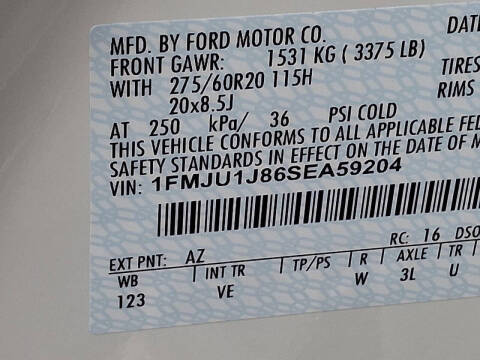 MFD. BY FORD MOTOR CO.
DATE
FRONT GAWR: 1531 KG ( 3375 LB)
WITH 275/60R20 115H
TIRES
20x8.5J
RIMS
AT 250 kPa/ 36 PSI COLD
THIS VEHICLE CONFORMS TO ALL APPLICABLE FED
SAFETY STANDARDS IN EFFECT ON THE DATE OF M
VIN: 1FMJU1J86SEA59204
EXT PNT: AZ RC: 16 DSO
WB INT TR TP/PS R AXLE TR
123 VE W 3L U